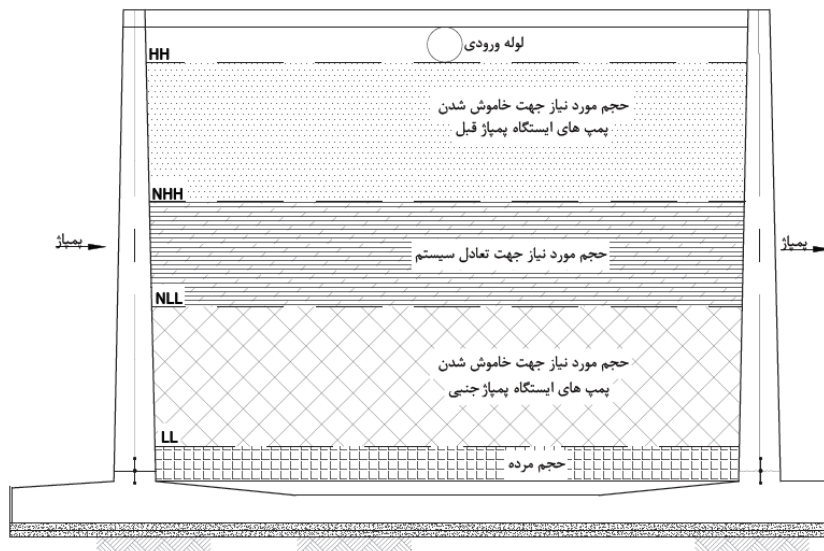 لوله ورودی
HH
حجم مورد نیاز جهت خاموش شدن
پمپ های ایستگاه پمپاژ قبل
NHH
پمپاژ
حجم مورد نیاز جهت تعادل سیستم
پمپاژ
NLL
حجم مورد نیاز جهت خاموش شدن
پمپ های ایستگاه پمپاژ جنبی
LL
حجم مرده